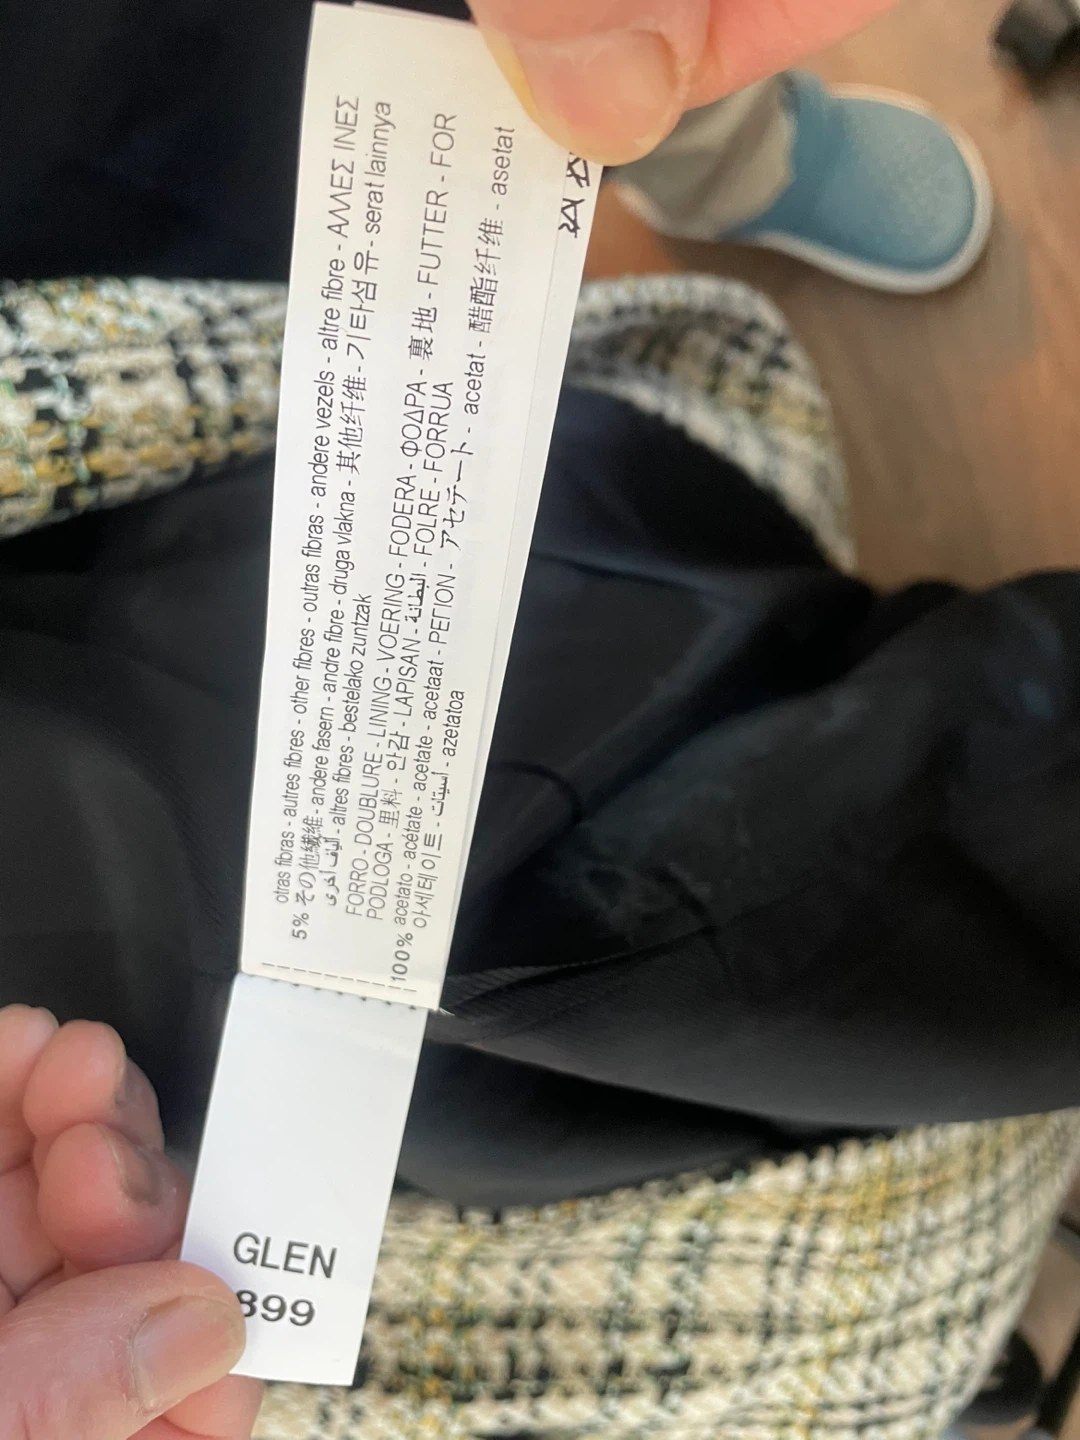 otras fibras - autres fibres - other fibres - outras fibras - andere vezels - altre fibre - ΑΛΛΕΣ ΙΝΕΣ
5% その他繊維 - andere fasern - andre fibre - druga vlakna - 其他纤维 - 기타섬유 - serat lainnya
ألياف أخرى - altres fibres - bestelako zuntzak
FORRO - DOUBLURE - LINING - VOERING - FODERA - ΦΟΔΡΑ - 裏地 - FUTTER - FOR
PODLOGA - 里料 - 안감 - LAPISAN - البطانة - FOLRE - FORRUA
100% acetato - acétate - acetate - acetaat - ΡΕΓΙΟΝ - アセテート - acetat - 醋酯纤维 - asetat
아세테이트 - أسيتات - azetatoa
GLEN
899